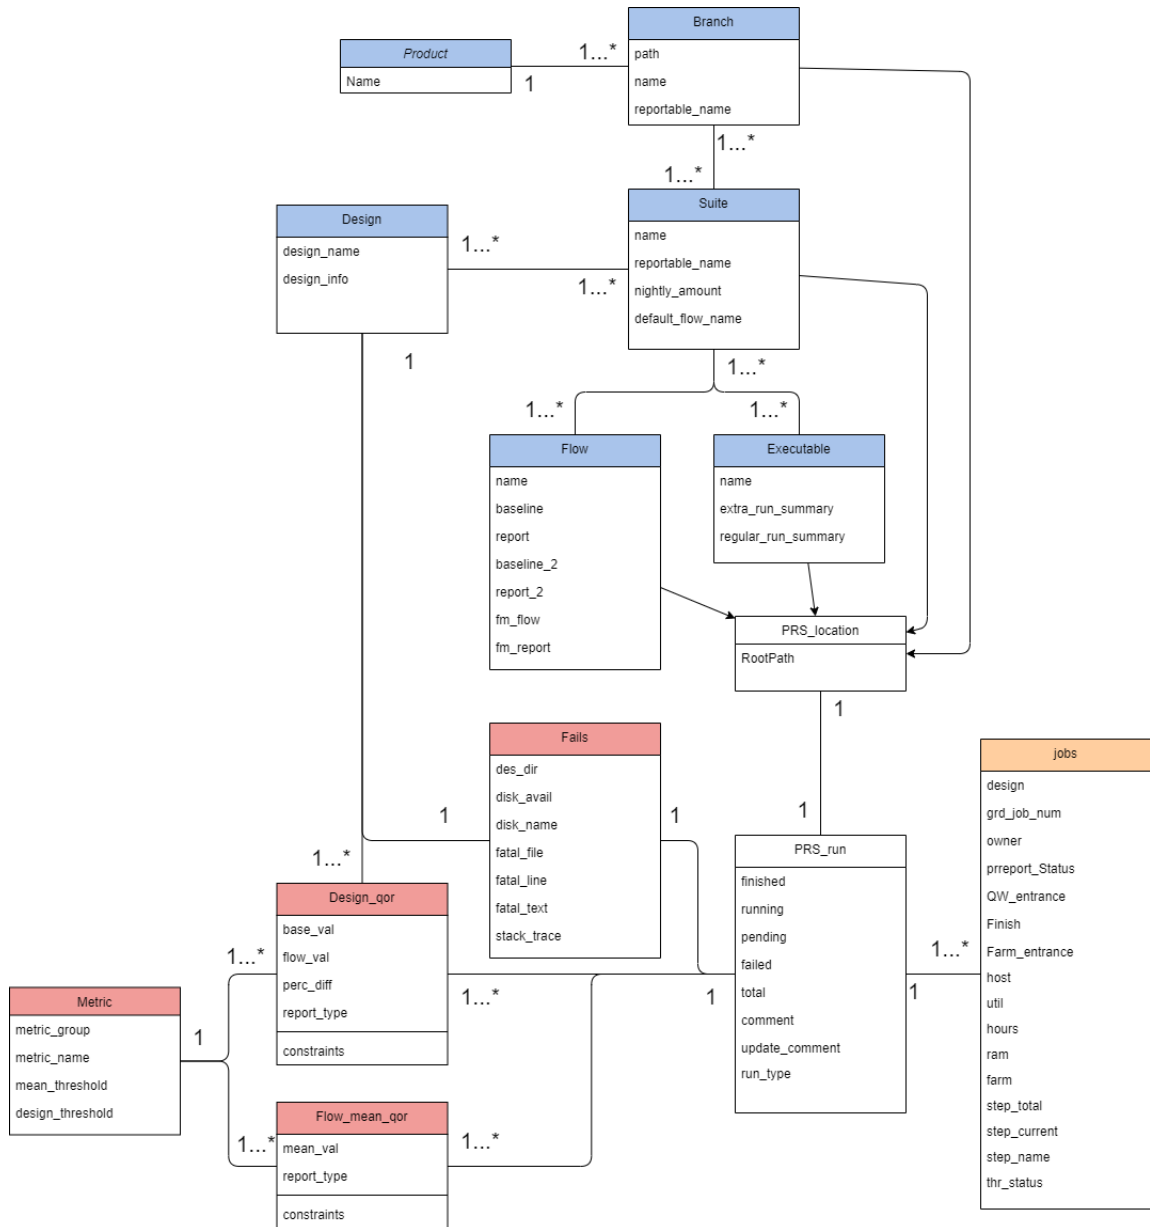 Branch
path
name
reportable_name
Product
Name
1...*
1
1...*
1...*
Suite
name
reportable_name
nightly_amount
default_flow_name
Design
design_name
design_info
1...*
1...*
1
1...*
1...*
1...*
Flow
name
baseline
report
baseline_2
report_2
fm_flow
fm_report
Executable
name
extra_run_summary
regular_run_summary
PRS_location
RootPath
1
1
Fails
des_dir
disk_avail
disk_name
fatal_file
fatal_line
fatal_text
stack_trace
1
1
jobs
design
grd_job_num
owner
prreport_Status
QW_entrance
Finish
Farm_entrance
host
util
hours
ram
farm
step_total
step_current
step_name
thr_status
PRS_run
finished
running
pending
failed
total
comment
update_comment
run_type
1...*
1
1
1...*
Design_qor
base_val
flow_val
perc_diff
report_type
constraints
1...*
1...*
Metric
metric_group
metric_name
mean_threshold
design_threshold
1
1...*
Flow_mean_qor
mean_val
report_type
constraints
1...*